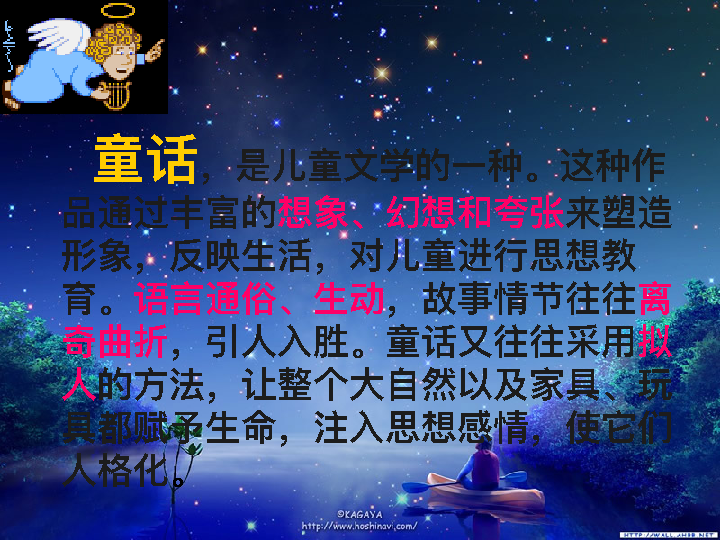 童话，是儿童文学的一种。这种作
品通过丰富的想象、幻想和夸张来塑造
形象，反映生活，对儿童进行思想教
育。语言通俗、生动，故事情节往往离
奇曲折，引人入胜。童话又往往采用拟
人的方法，让整个大自然以及家具、玩
具都赋予生命，注入思想感情，使它们
人格化。
©KAGAYA
http://www.hoshinavi.com/
HTTP://WALL.AHIR.NET